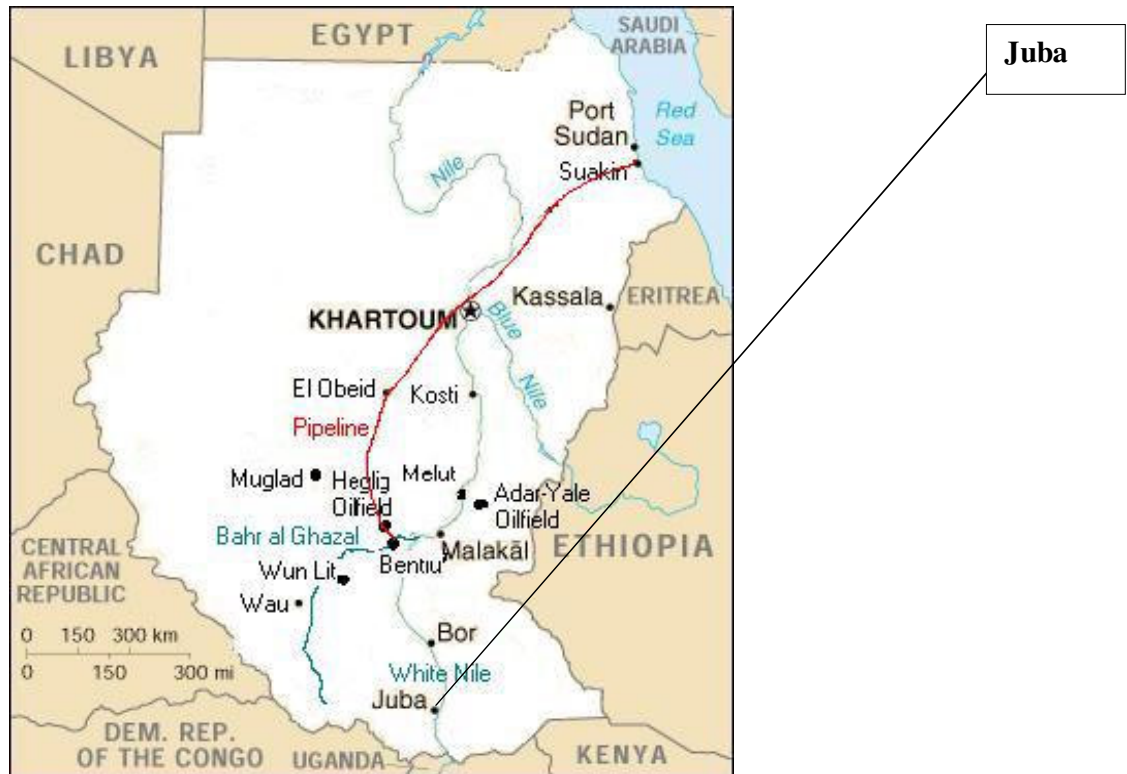 EGYPT
SAUDI
ARABIA
LIBYA
Juba
Port
Sudan
Red
Sea
Suakin
Nile
CHAD
Kassala
ERITREA
KHARTOUM
Blue
Nile
El Obeid
Kosti
Pipeline
Muglad
Heglig
Oilfield
Melut
Adar-Yale
Oilfield
Bahr al Ghazal
Malakāl
ETHIOPIA
CENTRAL
AFRICAN
REPUBLIC
Wun Lit
Bentiu
Wau
0 150 300 km
0 150 300 mi
Bor
White Nile
Juba
DEM. REP.
OF THE CONGO
UGANDA
KENYA